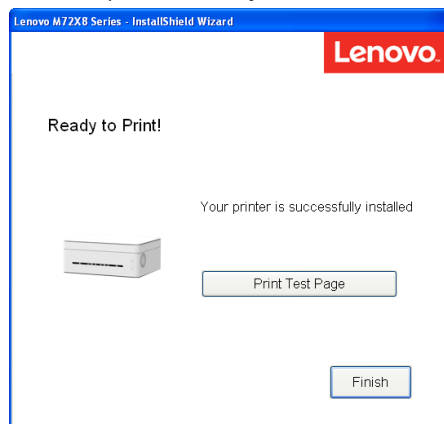 Lenovo M72X8 Series - InstallShield Wizard
Lenovo
Ready to Print!
Your printer is successfully installed
Print Test Page
Finish